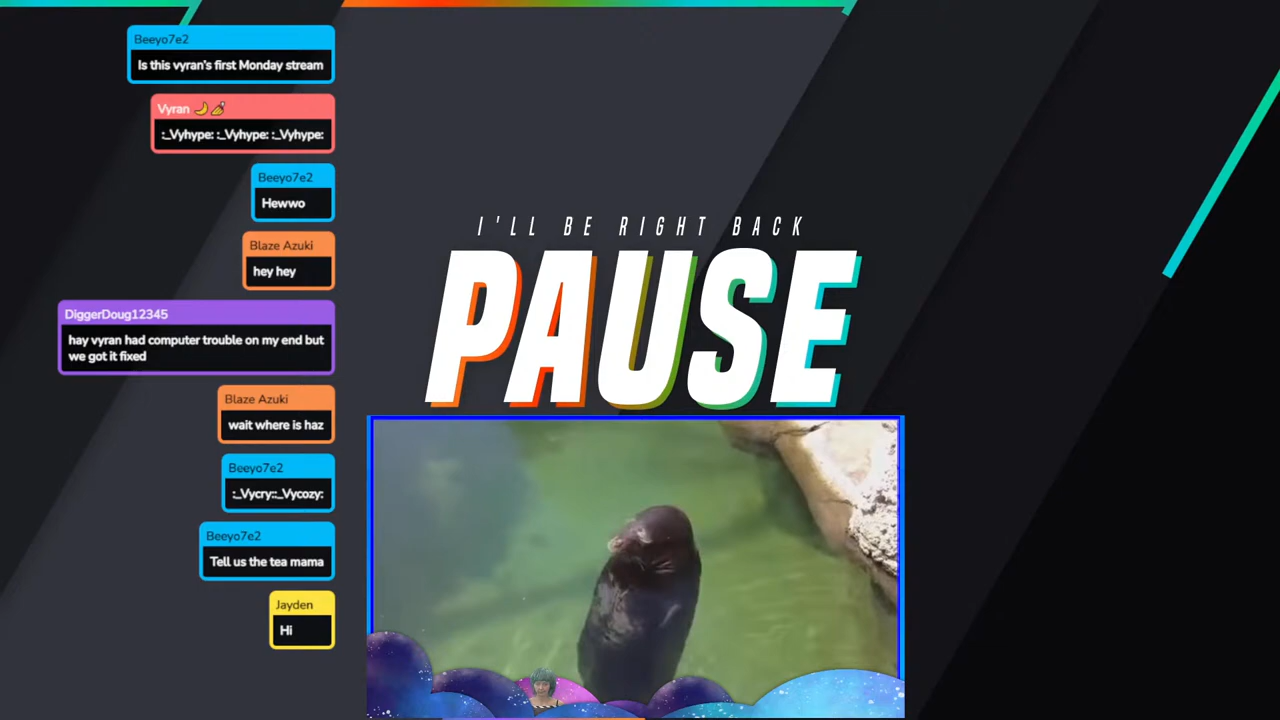 Beeyo7e2
Is this vyran's first Monday stream
Vyran 🌙💅
:_Vyhype: :_Vyhype: :_Vyhype:
Beeyo7e2
Hewwo
Blaze Azuki
hey hey
DiggerDoug12345
hay vyran had computer trouble on my end but
we got it fixed
Blaze Azuki
wait where is haz
Beeyo7e2
:_Vycry::_Vycozy:
Beeyo7e2
Tell us the tea mama
Jayden
Hi
I'LL BE RIGHT BACK
PAUSE